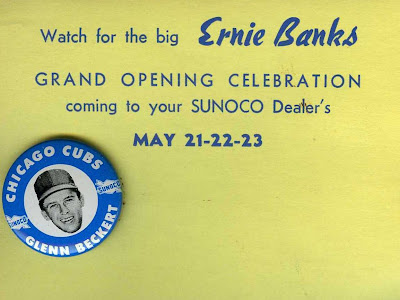 Watch for the big Ernie Banks
GRAND OPENING CELEBRATION
coming to your SUNOCO Dealer's
MAY 21-22-23
CHICAGO CUBS
SUNOCO
SUNOCO
GLENN BECKERT